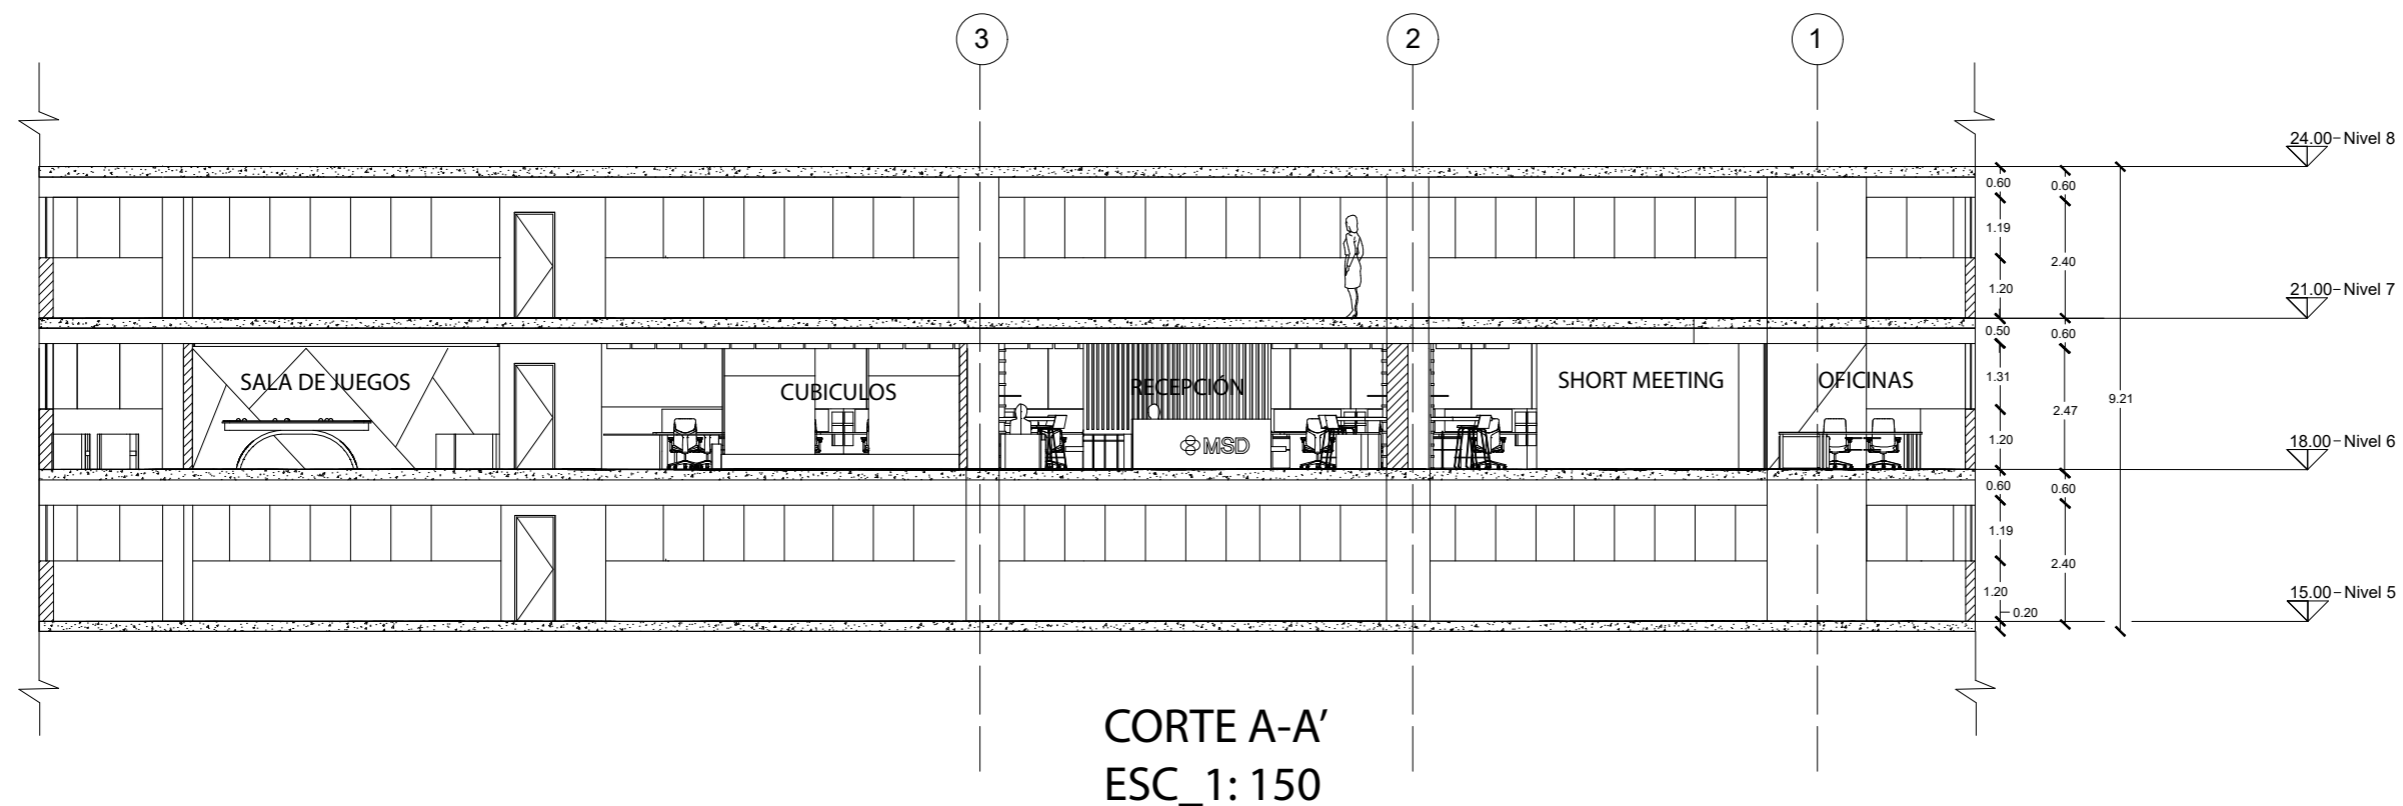 3
2
1
24.00 - Nivel 8
0.60
0.60
1.19
2.40
1.20
21.00 - Nivel 7
0.50
0.60
SALA DE JUEGOS
CUBICULOS
RECEPCIÓN
SHORT MEETING
OFICINAS
1.31
9.21
2.47
MSD
1.20
18.00 - Nivel 6
0.60
0.60
1.19
2.40
1.20
15.00 - Nivel 5
0.20
CORTE A-A’
ESC_1: 150